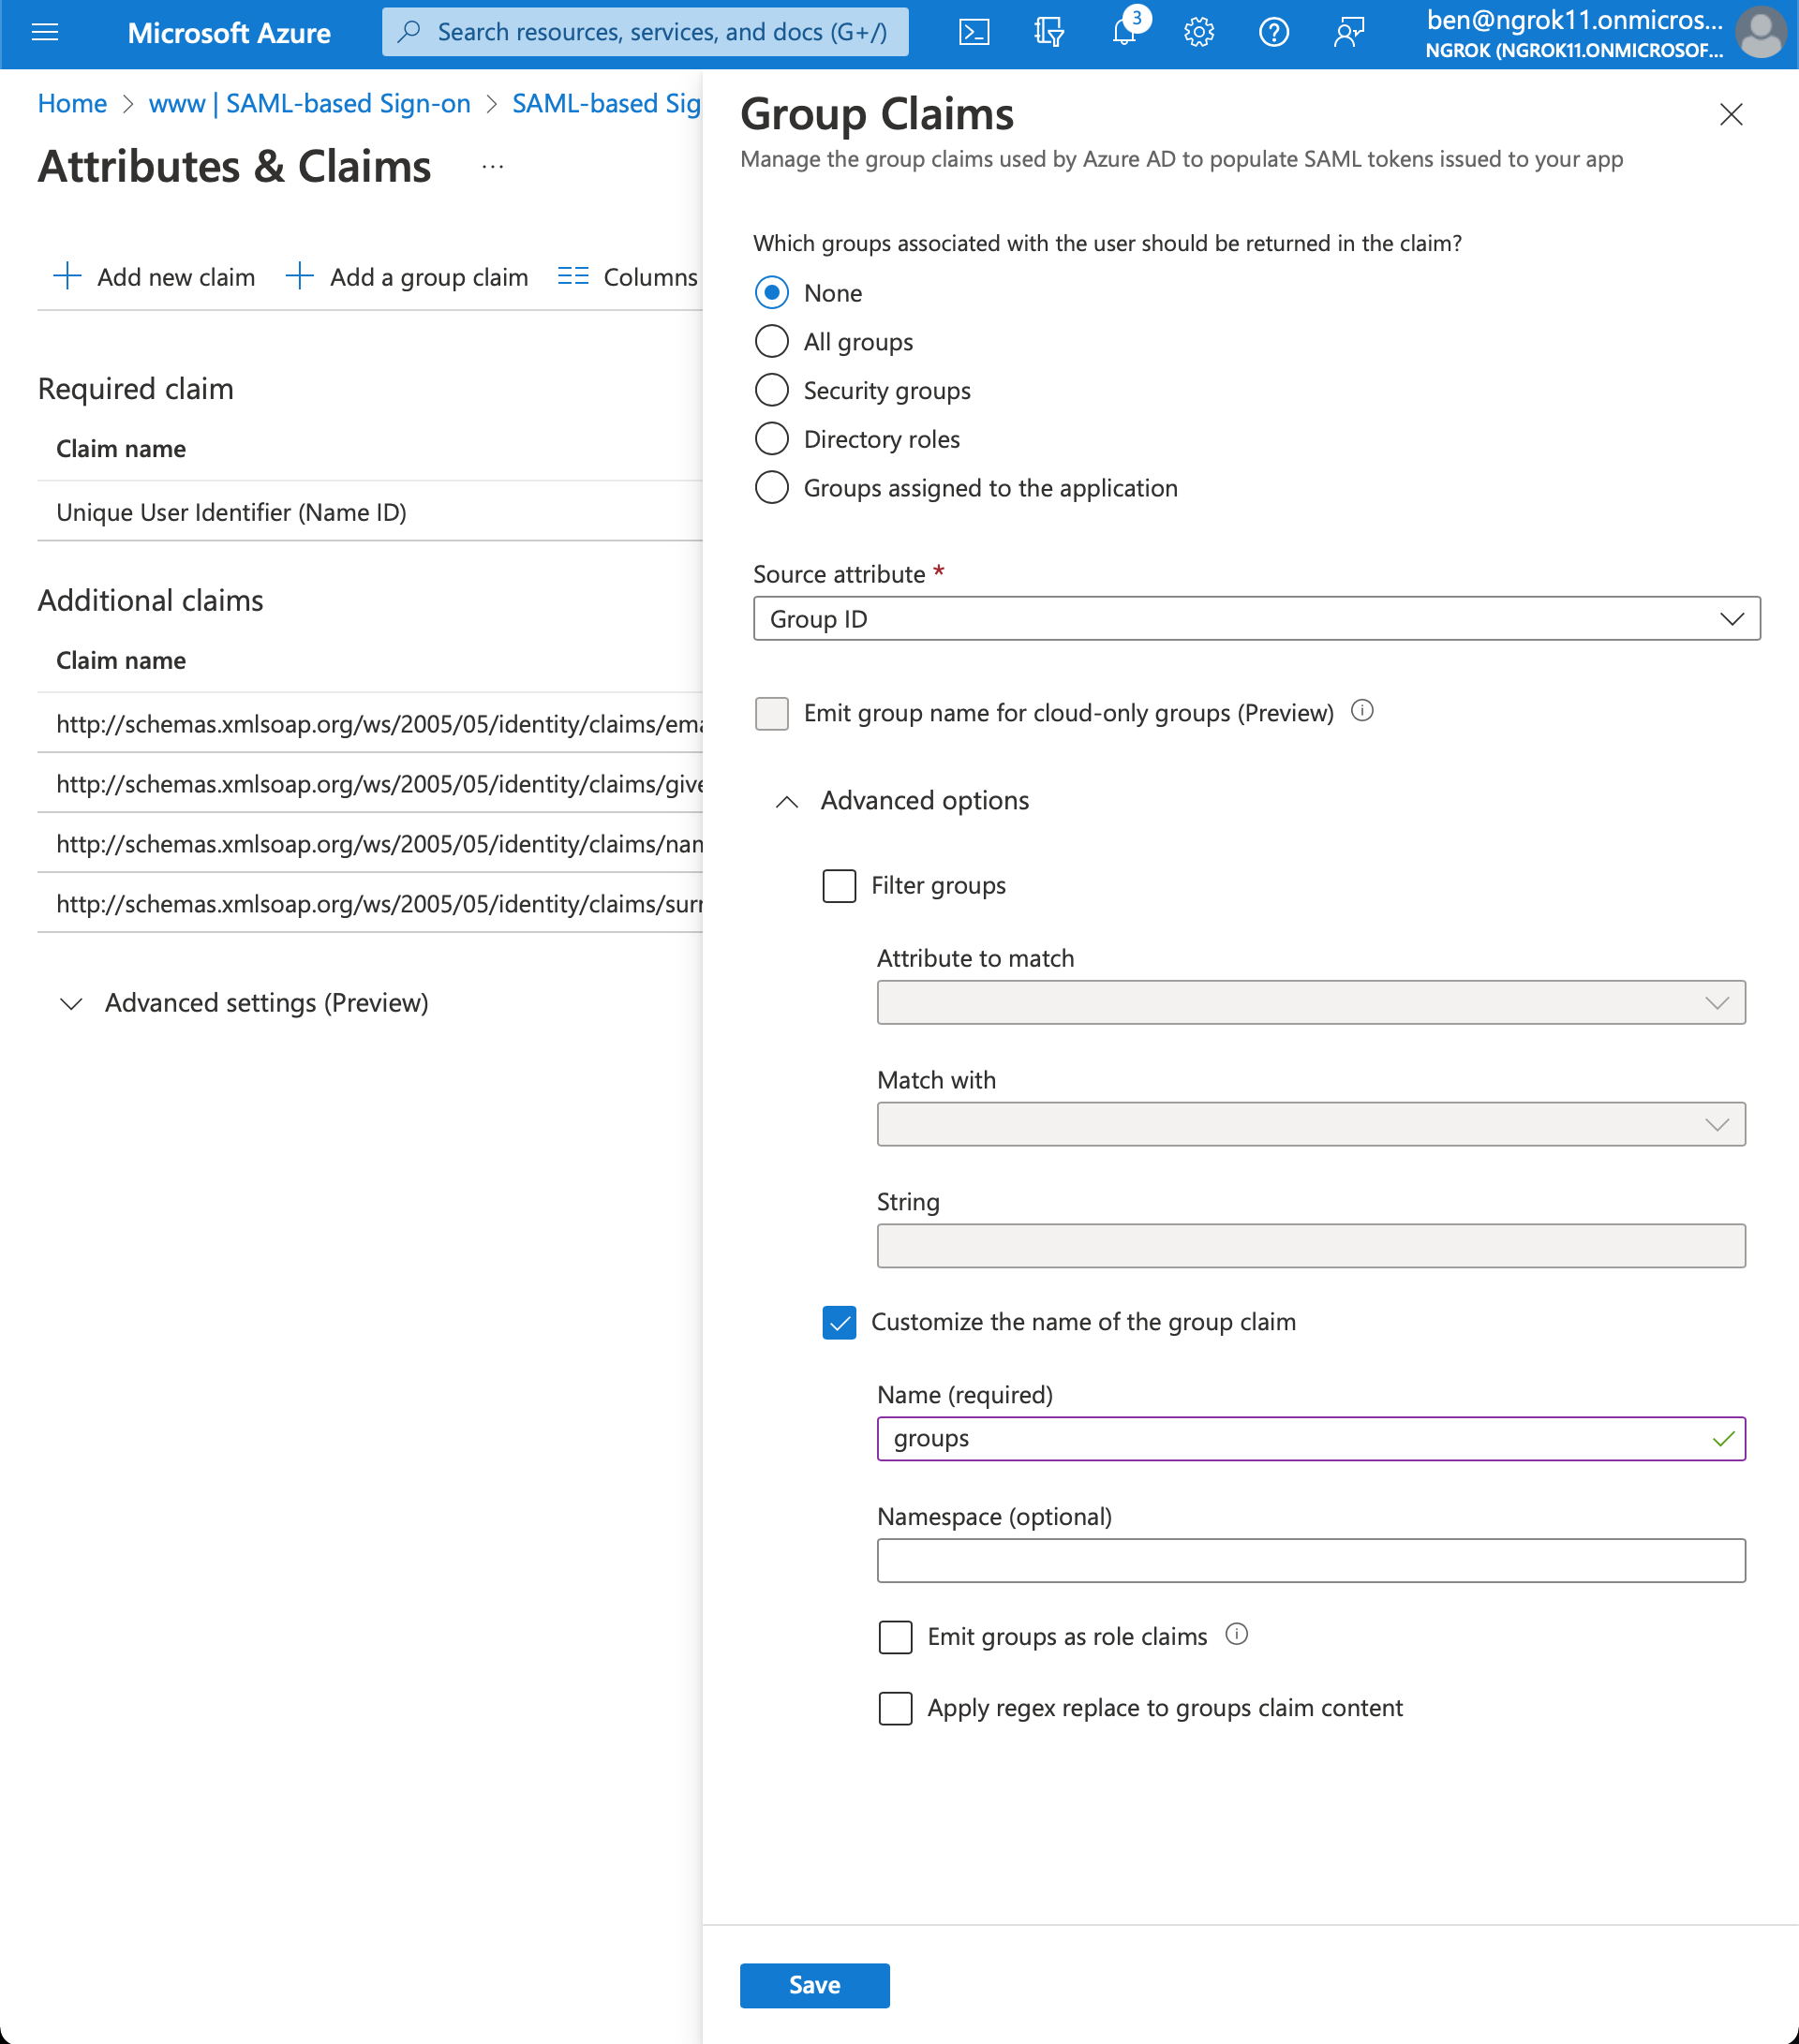 Microsoft Azure
Search resources, services, and docs (G+/)
3
ben@ngrok11.onmicros...
NGROK (NGROK11.ONMICROSOF...
Home > www | SAML-based Sign-on > SAML-based Sig
Attributes & Claims ...
Add new claim
Add a group claim
Columns
Required claim
Claim name
Unique User Identifier (Name ID)
Additional claims
Claim name
http://schemas.xmlsoap.org/ws/2005/05/identity/claims/ema
http://schemas.xmlsoap.org/ws/2005/05/identity/claims/give
http://schemas.xmlsoap.org/ws/2005/05/identity/claims/nam
http://schemas.xmlsoap.org/ws/2005/05/identity/claims/surn
Advanced settings (Preview)
Group Claims
Manage the group claims used by Azure AD to populate SAML tokens issued to your app
Which groups associated with the user should be returned in the claim?
None
All groups
Security groups
Directory roles
Groups assigned to the application
Source attribute *
Group ID
Emit group name for cloud-only groups (Preview)
Advanced options
Filter groups
Attribute to match
Match with
String
Customize the name of the group claim
Name (required)
groups
Namespace (optional)
Emit groups as role claims
Apply regex replace to groups claim content
Save